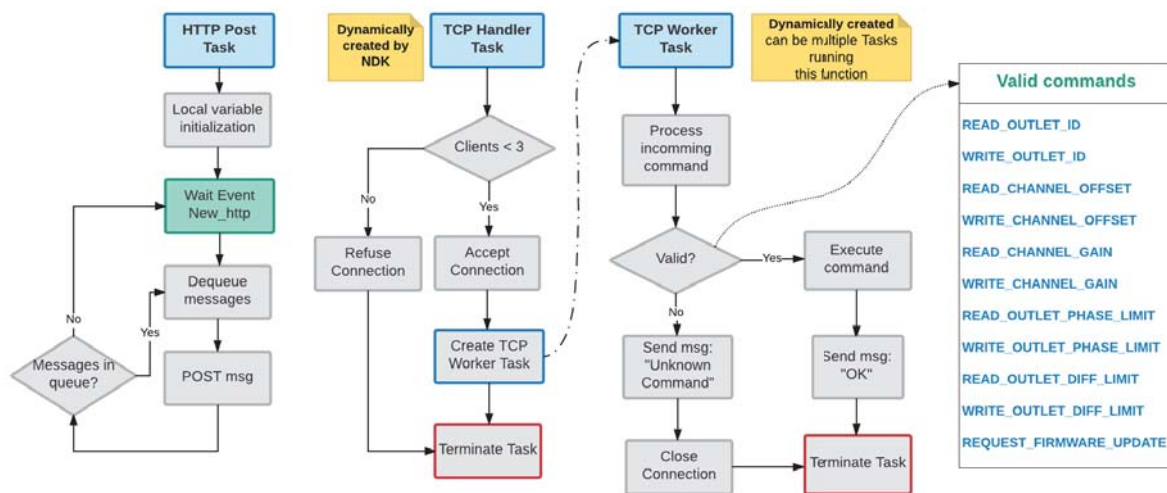 HTTP Post
Task
Local variable
initialization
Wait Event
New_http
Dequeue
messages
No
Yes
Messages in
queue?
POST msg
Dynamically
created by
NDK
TCP Handler
Task
Clients < 3
No
Yes
Refuse
Connection
Accept
Connection
Create TCP
Worker Task
Terminate Task
TCP Worker
Task
Dynamically created
can be multiple Tasks
running
this function
Process
incomming
command
Valid?
Yes
Execute
command
No
Send msg:
"Unknown
Command"
Send msg:
"OK"
Close
Connection
Terminate Task
Valid commands
READ_OUTLET_ID
WRITE_OUTLET_ID
READ_CHANNEL_OFFSET
WRITE_CHANNEL_OFFSET
READ_CHANNEL_GAIN
WRITE_CHANNEL_GAIN
READ_OUTLET_PHASE_LIMIT
WRITE_OUTLET_PHASE_LIMIT
READ_OUTLET_DIFF_LIMIT
WRITE_OUTLET_DIFF_LIMIT
REQUEST_FIRMWARE_UPDATE